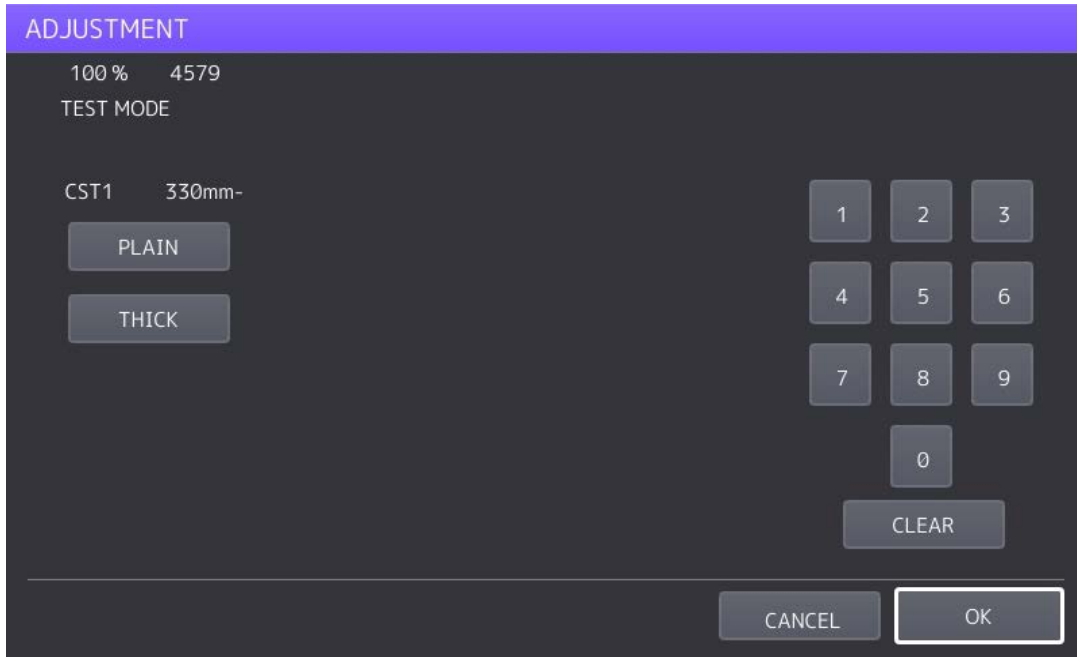 ADJUSTMENT
100 % 4579
TEST MODE
CST1 330mm-
PLAIN
THICK
1 2 3
4 5 6
7 8 9
0
CLEAR
CANCEL OK